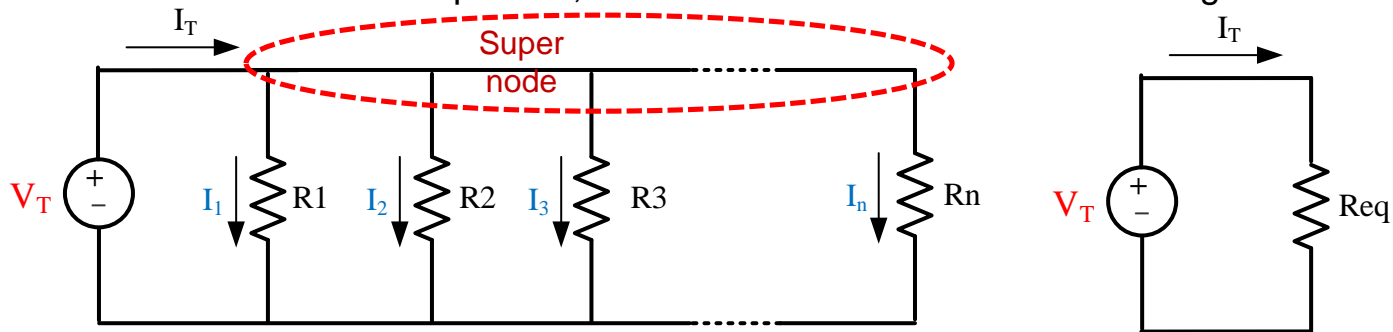 I_T
Super
node
V_T
+
−
I_1
R1
I_2
R2
I_3
R3
I_n
Rn
I_T
V_T
+
−
Req